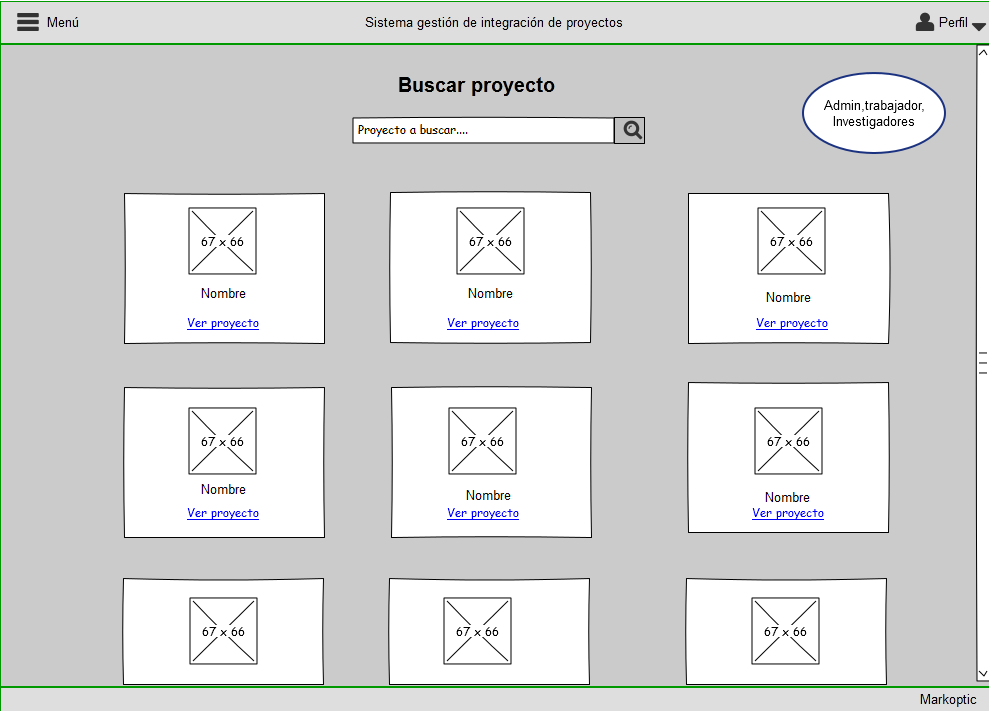 Menú
Sistema gestión de integración de proyectos
Perfil
Buscar proyecto
Admin,trabajador,
Investigadores
Proyecto a buscar....
67 x 66
67 x 66
67 x 66
Nombre
Nombre
Nombre
Ver proyecto
Ver proyecto
Ver proyecto
67 x 66
67 x 66
67 x 66
Nombre
Nombre
Nombre
Ver proyecto
Ver proyecto
Ver proyecto
67 x 66
67 x 66
67 x 66
Markoptic